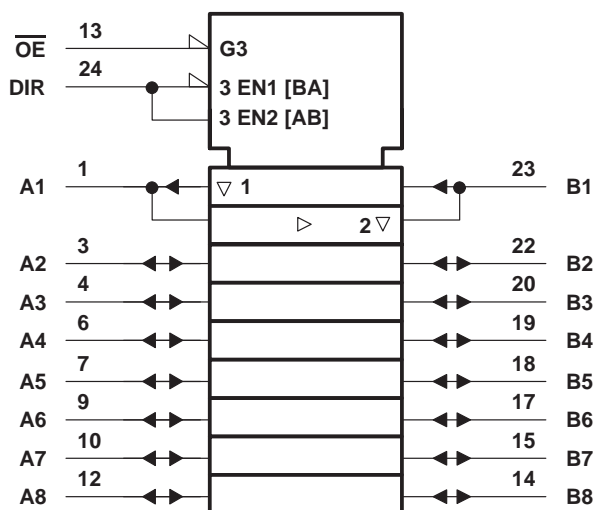 OE 13 G3
DIR 24 3 EN1 [BA]
3 EN2 [AB]
A1 1 ▽ 1 23 B1
▷ 2 ▽
A2 3 22 B2
A3 4 20 B3
A4 6 19 B4
A5 7 18 B5
A6 9 17 B6
A7 10 15 B7
A8 12 14 B8